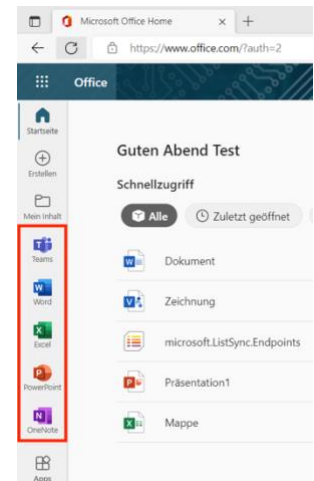 Microsoft Office Home
https://www.office.com/?auth=2
Office
Startseite
Erstellen
Mein Inhalt
Teams
Word
Excel
PowerPoint
OneNote
Apps
Guten Abend Test
Schnellzugriff
Alle
Zuletzt geöffnet
Dokument
Zeichnung
microsoft.ListSync.Endpoints
Präsentation1
Mappe